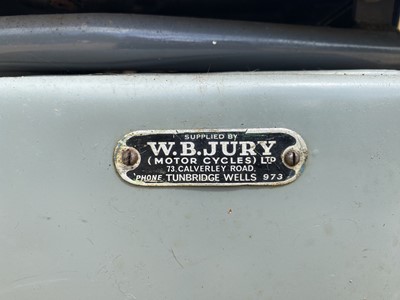 SUPPLIED BY
W.B.JURY
(MOTOR CYCLES) LTD
73, CALVERLEY ROAD,
'PHONE TUNBRIDGE WELLS 973